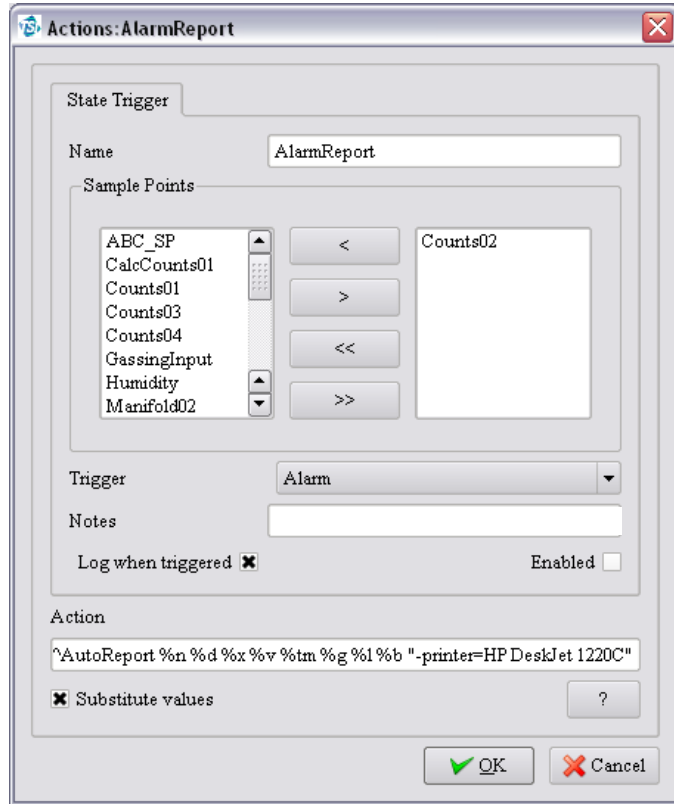 TSI Actions:AlarmReport
State Trigger
Name AlarmReport
Sample Points
ABC_SP
CalcCounts01
Counts01
Counts03
Counts04
GassingInput
Humidity
Manifold02
<
>
<<
>>
Counts02
Trigger Alarm
Notes
Log when triggered Enabled
Action
^AutoReport %n %d %x %v %tm %g %l %b "-printer=HP DeskJet 1220C"
Substitute values ?
OK Cancel